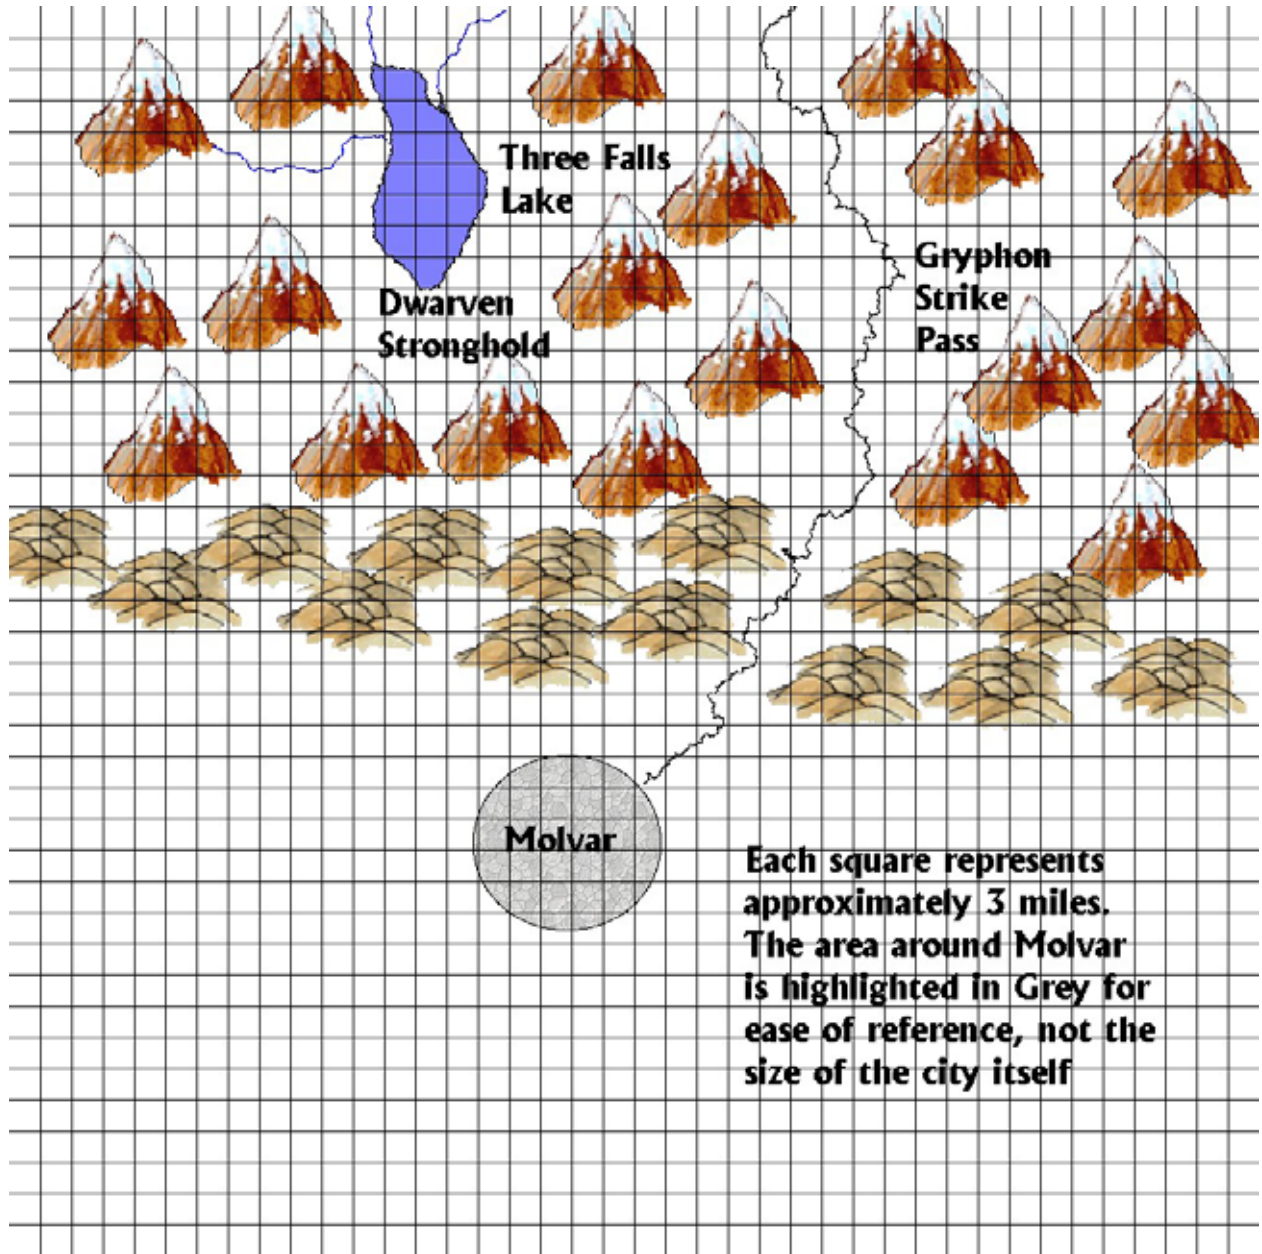 Three Falls
Lake
Gryphon
Strike
Pass
Dwarven
Stronghold
Molvar
Each square represents
approximately 3 miles.
The area around Molvar
is highlighted in Grey for
ease of reference, not the
size of the city itself